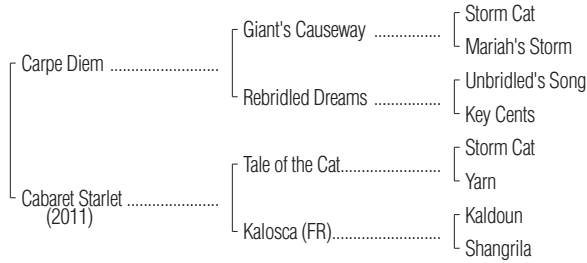 Storm Cat
Giant's Causeway ..................
Mariah's Storm
Carpe Diem .........................
Unbridled's Song
Rebridled Dreams ..................
Key Cents
Storm Cat
Tale of the Cat...........................
Yarn
Cabaret Starlet .....................
(2011)
Kaldoun
Kalosca (FR).............................
Shangrila